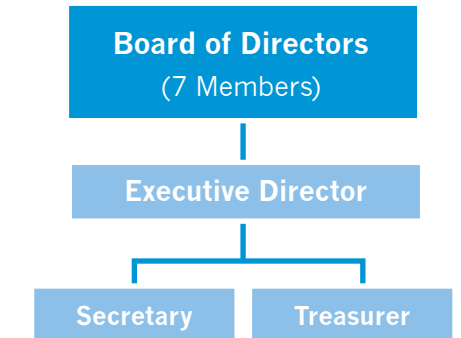 Board of Directors
(7 Members)
Executive Director
Secretary
Treasurer